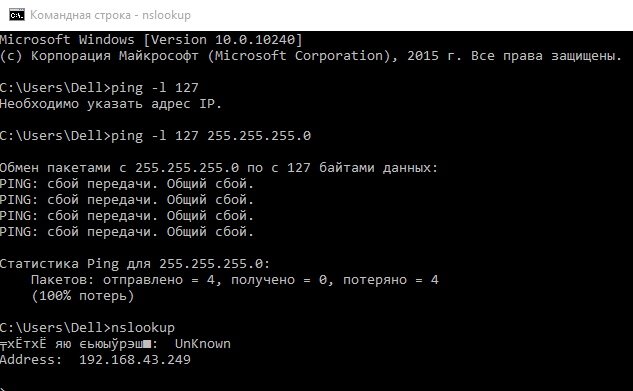 Командная строка - nslookup
Microsoft Windows [Version 10.0.10240]
(с) Корпорация Майкрософт (Microsoft Corporation), 2015 г. Все права защищены.
C:\Users\Dell>ping -l 127
Необходимо указать адрес IP.
C:\Users\Dell>ping -l 127 255.255.255.0
Обмен пакетами с 255.255.255.0 по с 127 байтами данных:
PING: сбой передачи. Общий сбой.
PING: сбой передачи. Общий сбой.
PING: сбой передачи. Общий сбой.
PING: сбой передачи. Общий сбой.
Статистика Ping для 255.255.255.0:
Пакетов: отправлено = 4, получено = 0, потеряно = 4
(100% потерь)
C:\Users\Dell>nslookup
╤хЁтхЁ яю єьюыўрэш■:  UnKnown
Address:  192.168.43.249
>